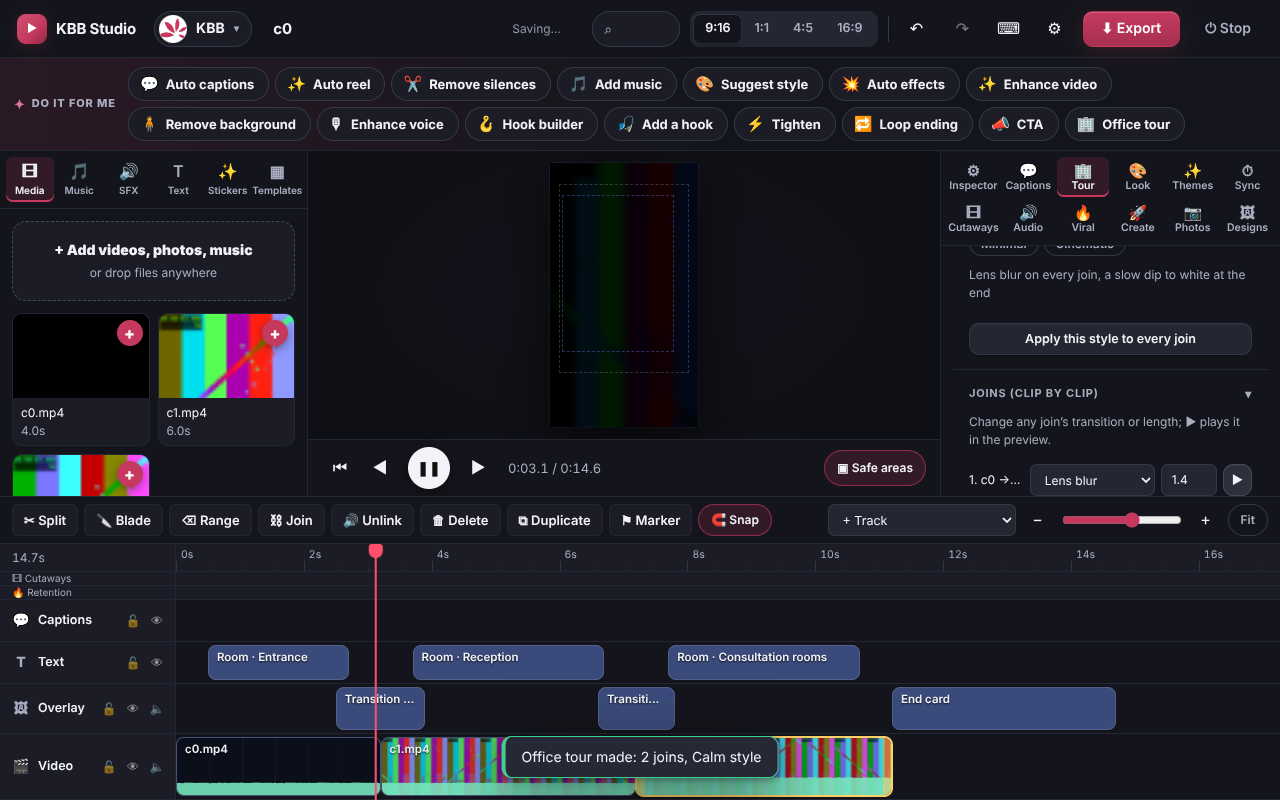 KBB Studio
KBB
c0
Saving...
9:16
1:1
4:5
16:9
Export
Stop
DO IT FOR ME
Auto captions
Auto reel
Remove silences
Add music
Suggest style
Auto effects
Enhance video
Remove background
Enhance voice
Hook builder
Add a hook
Tighten
Loop ending
CTA
Office tour
Media
Music
SFX
Text
Stickers
Templates
+ Add videos, photos, music
or drop files anywhere
c0.mp4
4.0s
c1.mp4
6.0s
0:03.1 / 0:14.6
Safe areas
Inspector
Captions
Tour
Look
Themes
Sync
Cutaways
Audio
Viral
Create
Photos
Designs
Minimal
Cinematic
Lens blur on every join, a slow dip to white at the
end
Apply this style to every join
JOINS (CLIP BY CLIP)
Change any join's transition or length; ▶ plays it
in the preview.
1. c0 →...
Lens blur
1.4
Split
Blade
Range
Join
Unlink
Delete
Duplicate
Marker
Snap
+ Track
−
+
Fit
14.7s
0s
2s
4s
6s
8s
10s
12s
14s
16s
Cutaways
Retention
Captions
Text
Room · Entrance
Room · Reception
Room · Consultation rooms
Overlay
Transition ...
Transiti...
End card
Video
c0.mp4
c1.mp4
Office tour made: 2 joins, Calm style